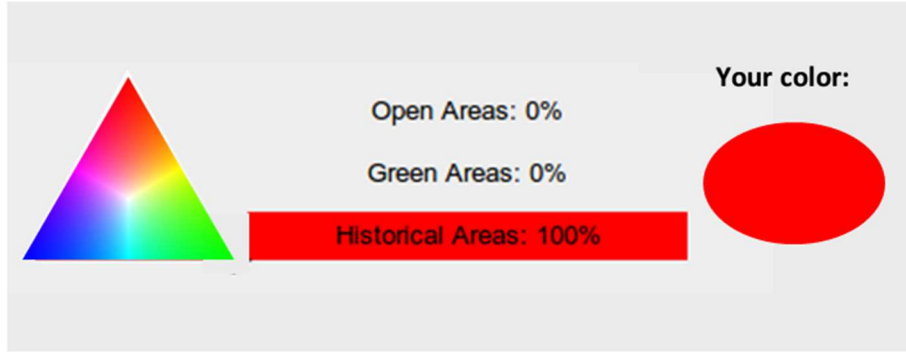 Your color:
Open Areas: 0%
Green Areas: 0%
Historical Areas: 100%